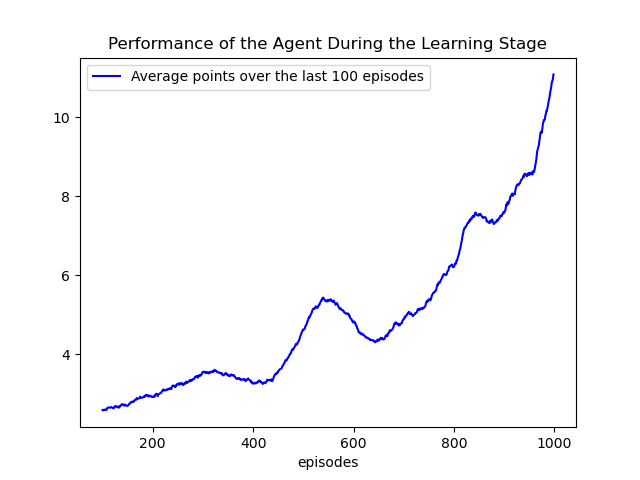 Performance of the Agent During the Learning Stage
Average points over the last 100 episodes
10
8
6
4
200 400 600 800 1000
episodes